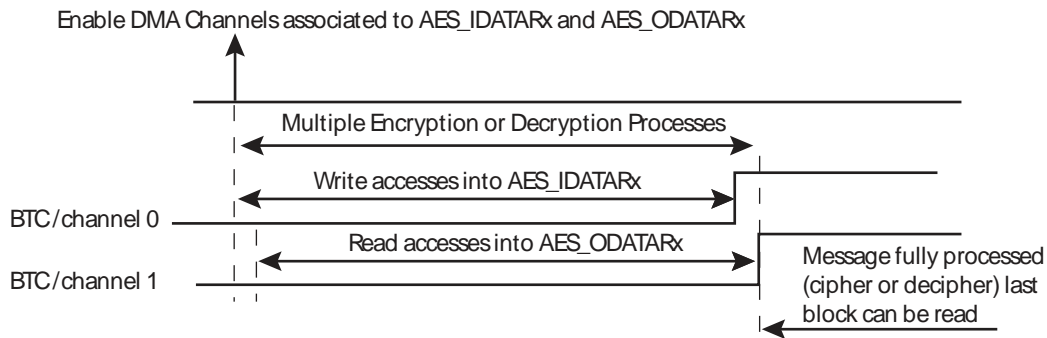 Enable DMA Channels associated to AES_IDATARx and AES_ODATARx
Multiple Encryption or Decryption Processes
Write accesses into AES_IDATARx
BTC/channel 0
Read accesses into AES_ODATARx
BTC/channel 1
Message fully processed
(cipher or decipher) last
block can be read